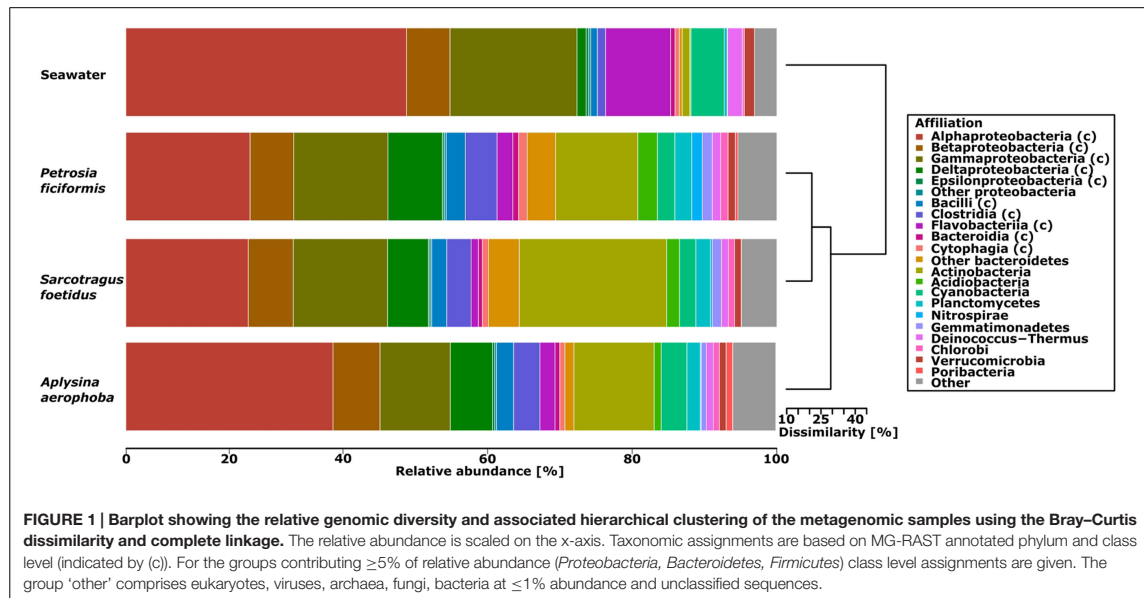 Seawater
Petrosia
ficiformis
Sarcotragus
foetidus
Aplysina
aerophoba
0 20 40 60 80 100
Relative abundance [%]
10 25 40
Dissimilarity [%]
Affiliation
Alphaproteobacteria (c)
Betaproteobacteria (c)
Gammaproteobacteria (c)
Deltaproteobacteria (c)
Epsilonproteobacteria (c)
Other proteobacteria
Bacilli (c)
Clostridia (c)
Flavobacteriia (c)
Bacteroidia (c)
Cytophagia (c)
Other bacteroidetes
Actinobacteria
Acidiobacteria
Cyanobacteria
Planctomycetes
Nitrospirae
Gemmatimonadetes
Deinococcus−Thermus
Chlorobi
Verrucomicrobia
Poribacteria
Other
FIGURE 1 | Barplot showing the relative genomic diversity and associated hierarchical clustering of the metagenomic samples using the Bray–Curtis
dissimilarity and complete linkage. The relative abundance is scaled on the x-axis. Taxonomic assignments are based on MG-RAST annotated phylum and class
level (indicated by (c)). For the groups contributing ≥5% of relative abundance (Proteobacteria, Bacteroidetes, Firmicutes) class level assignments are given. The
group ‘other’ comprises eukaryotes, viruses, archaea, fungi, bacteria at ≤1% abundance and unclassified sequences.